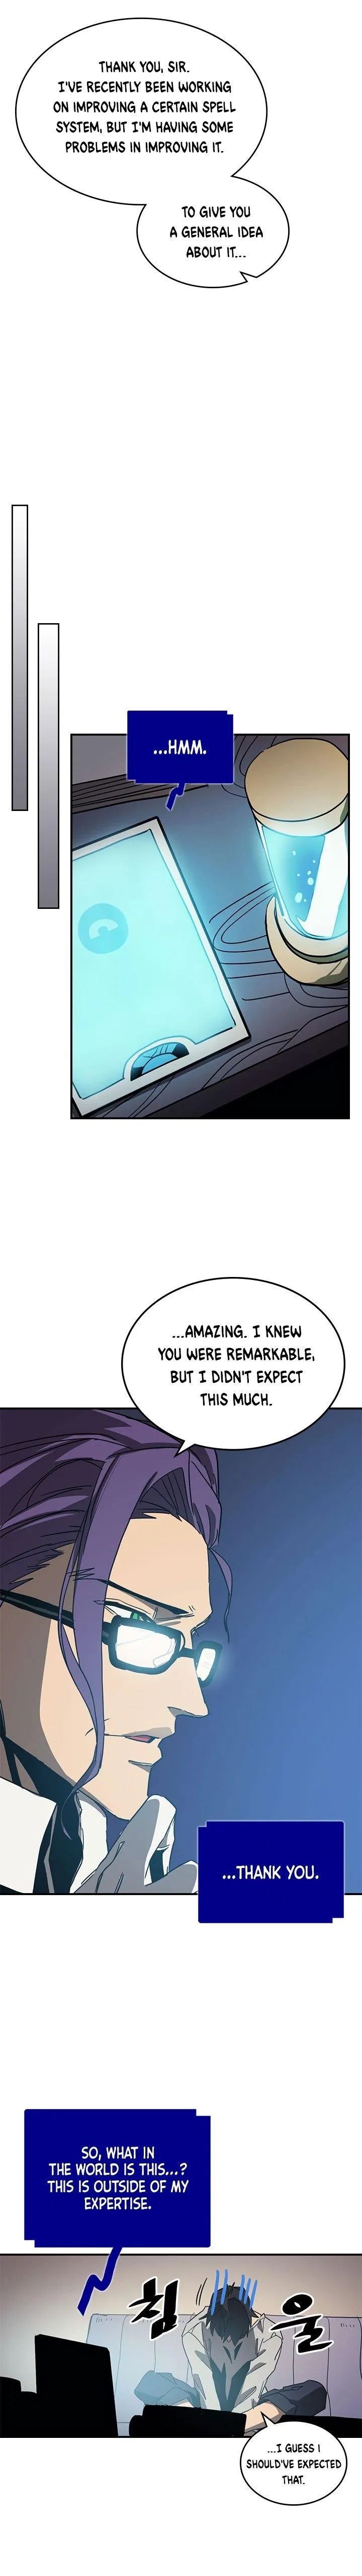 THANK YOU, SIR.
I'VE RECENTLY BEEN WORKING
ON IMPROVING A CERTAIN SPELL
SYSTEM, BUT I'M HAVING SOME
PROBLEMS IN IMPROVING IT.
TO GIVE YOU
A GENERAL IDEA
ABOUT IT...
...HMM.
...AMAZING. I KNEW
YOU WERE REMARKABLE,
BUT I DIDN'T EXPECT
THIS MUCH.
...THANK YOU.
SO, WHAT IN
THE WORLD IS THIS...?
THIS IS OUTSIDE OF MY
EXPERTISE.
침울
...I GUESS I
SHOULD'VE EXPECTED
THAT.